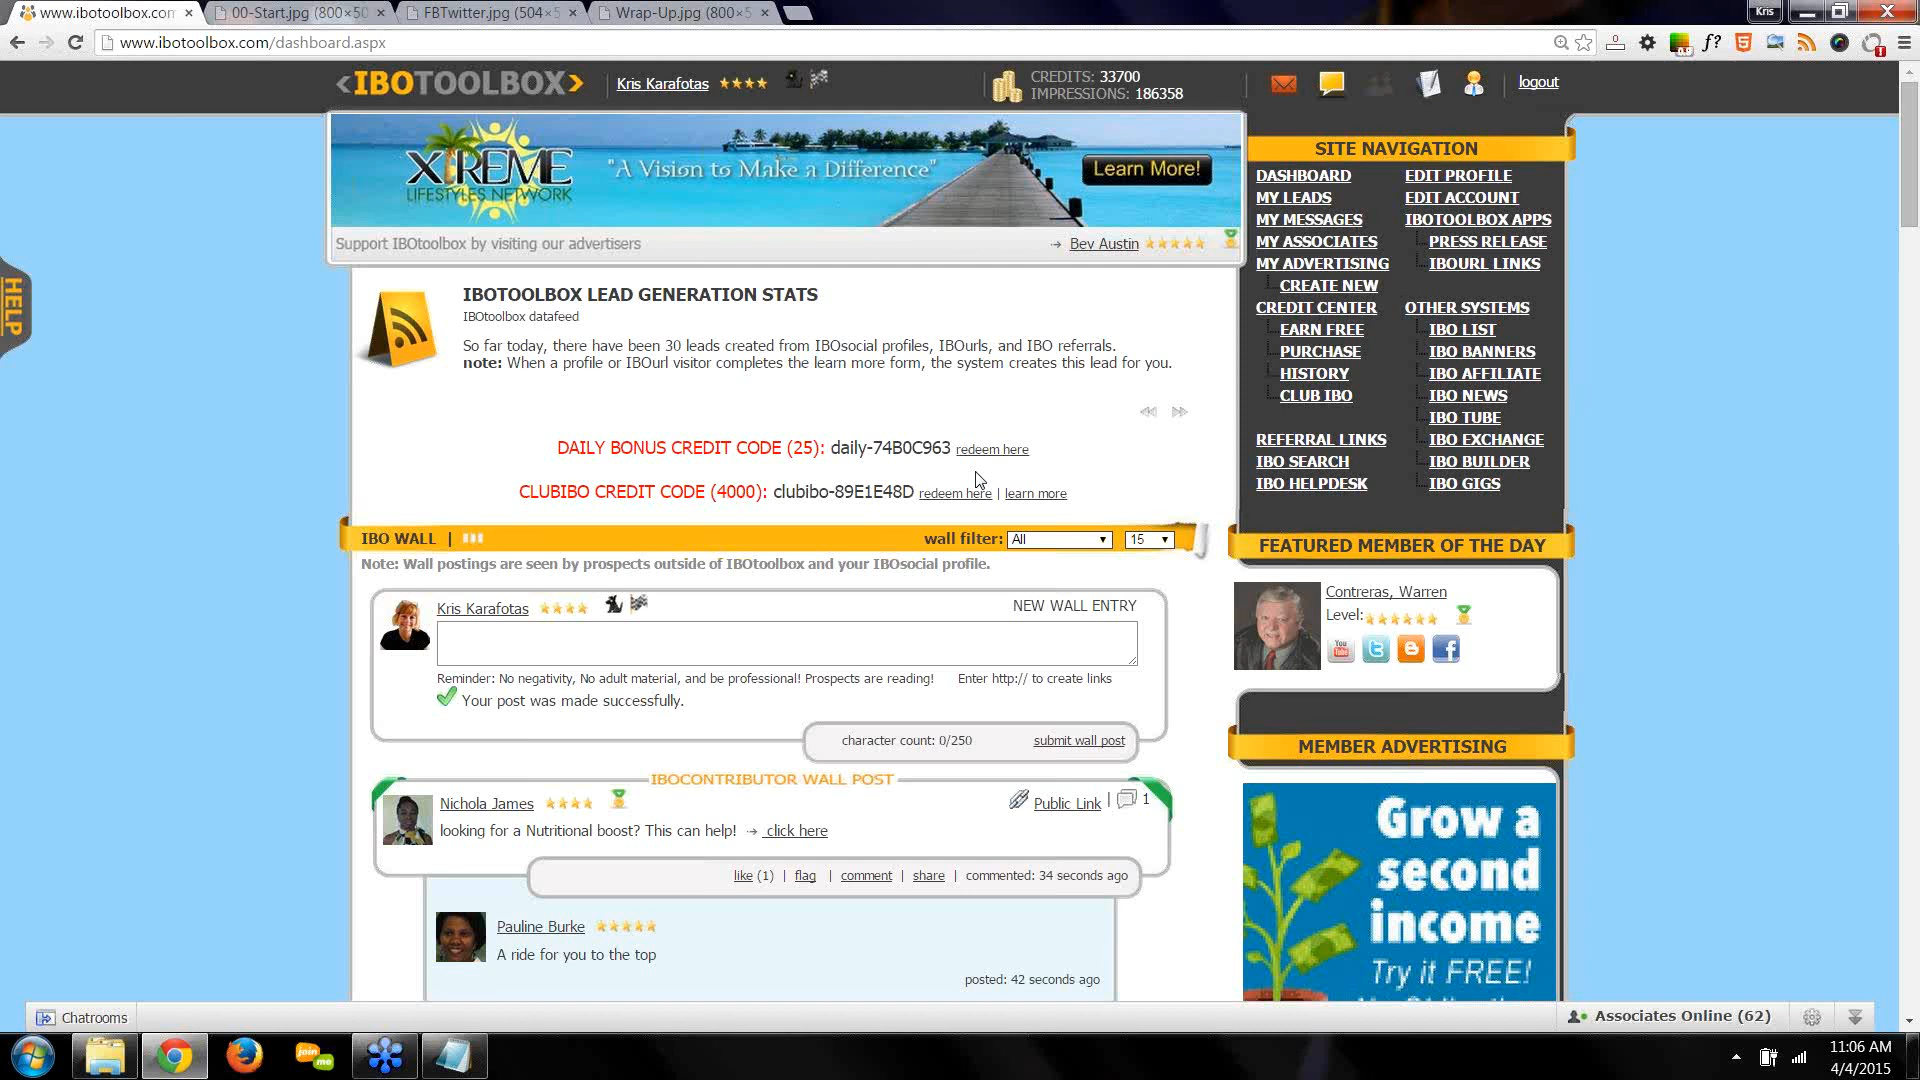 www.ibotoolbox.con
00-Start.jpg (800×50
FBTwitter.jpg (504×5
Wrap-Up.jpg (800×5
Kris
www.ibotoolbox.com/dashboard.aspx
<IBOTOOLBOX>
Kris Karafotas
CREDITS: 33700
IMPRESSIONS: 186358
logout
XTREME
LIFESTYLES NETWORK
"A Vision to Make a Difference"
Learn More!
Support IBOtoolbox by visiting our advertisers
Bev Austin
HELP
IBOTOOLBOX LEAD GENERATION STATS
IBOtoolbox datafeed
So far today, there have been 30 leads created from IBOsocial profiles, IBOurls, and IBO referrals.
note: When a profile or IBOurl visitor completes the learn more form, the system creates this lead for you.
DAILY BONUS CREDIT CODE (25): daily-74B0C963 redeem here
CLUBIBO CREDIT CODE (4000): clubibo-89E1E48D redeem here | learn more
IBO WALL |
wall filter: All 15
Note: Wall postings are seen by prospects outside of IBOtoolbox and your IBOsocial profile.
Kris Karafotas
NEW WALL ENTRY
Reminder: No negativity, No adult material, and be professional! Prospects are reading! Enter http:// to create links
Your post was made successfully.
character count: 0/250 submit wall post
IBOCONTRIBUTOR WALL POST
Nichola James
Public Link | 1
looking for a Nutritional boost? This can help! → click here
like (1) | flag | comment | share | commented: 34 seconds ago
Pauline Burke
A ride for you to the top
posted: 42 seconds ago
SITE NAVIGATION
DASHBOARD
MY LEADS
MY MESSAGES
MY ASSOCIATES
MY ADVERTISING
CREATE NEW
CREDIT CENTER
EARN FREE
PURCHASE
HISTORY
CLUB IBO
REFERRAL LINKS
IBO SEARCH
IBO HELPDESK
EDIT PROFILE
EDIT ACCOUNT
IBOTOOLBOX APPS
PRESS RELEASE
IBOURL LINKS
OTHER SYSTEMS
IBO LIST
IBO BANNERS
IBO AFFILIATE
IBO NEWS
IBO TUBE
IBO EXCHANGE
IBO BUILDER
IBO GIGS
FEATURED MEMBER OF THE DAY
Contreras, Warren
Level:
You Tube
MEMBER ADVERTISING
Grow a
second
income
Try it FREE!
Chatrooms
Associates Online (62)
join me
11:06 AM
4/4/2015